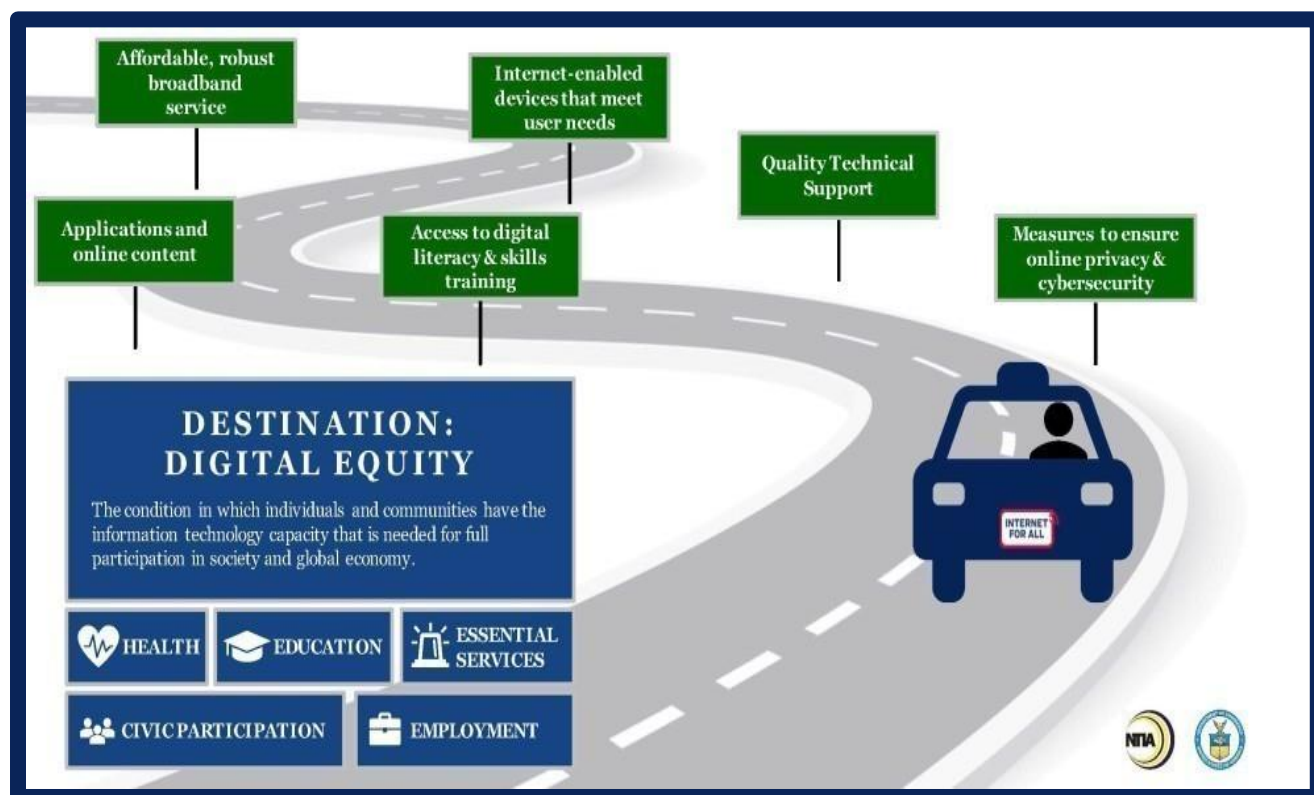 Affordable, robust
broadband
service
Internet-enabled
devices that meet
user needs
Quality Technical
Support
Applications and
online content
Access to digital
literacy & skills
training
Measures to ensure
online privacy &
cybersecurity
DESTINATION:
DIGITAL EQUITY
The condition in which individuals and communities have the
information technology capacity that is needed for full
participation in society and global economy.
INTERNET
FOR ALL
HEALTH
EDUCATION
ESSENTIAL
SERVICES
CIVIC PARTICIPATION
EMPLOYMENT
NTIA